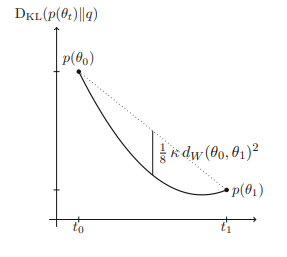 D_KL(p(θ_t)‖q)
p(θ_0)
1/8 κ d_W(θ_0, θ_1)^2
p(θ_1)
t_0
t_1